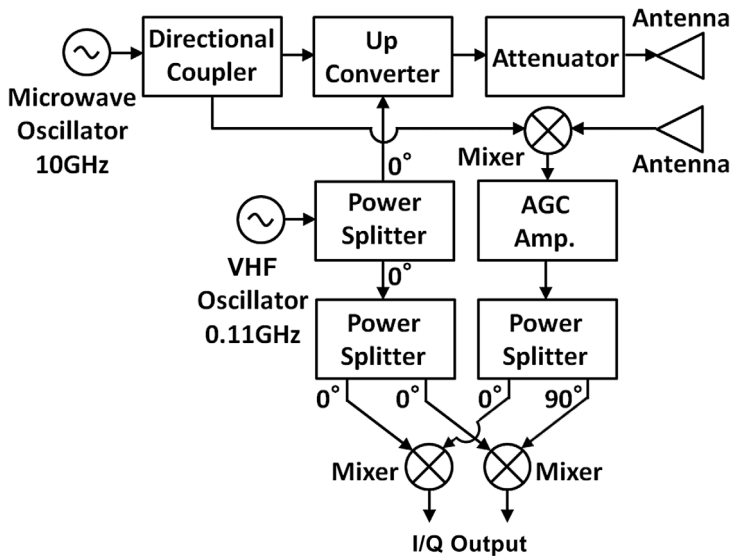 Antenna
Directional
Coupler
Up
Converter
Attenuator
Microwave
Oscillator
10GHz
Mixer
Antenna
0°
Power
Splitter
AGC
Amp.
VHF
Oscillator
0.11GHz
0°
Power
Splitter
Power
Splitter
0°
0°
0°
90°
Mixer
Mixer
I/Q Output